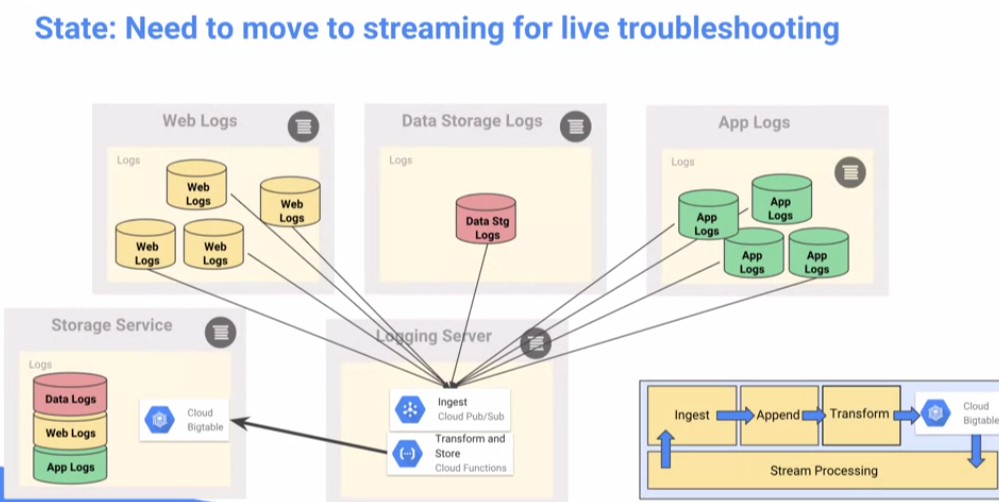 State: Need to move to streaming for live troubleshooting
Web Logs
Logs
Web
Logs
Web
Logs
Web
Logs
Web
Logs
Data Storage Logs
Logs
Data Stg
Logs
App Logs
Logs
App
Logs
App
Logs
App
Logs
App
Logs
Storage Service
Logs
Data Logs
Web Logs
App Logs
Cloud
Bigtable
Logging Server
Ingest
Cloud Pub/Sub
Transform and
Store
Cloud Functions
Ingest
Append
Transform
Cloud
Bigtable
Stream Processing